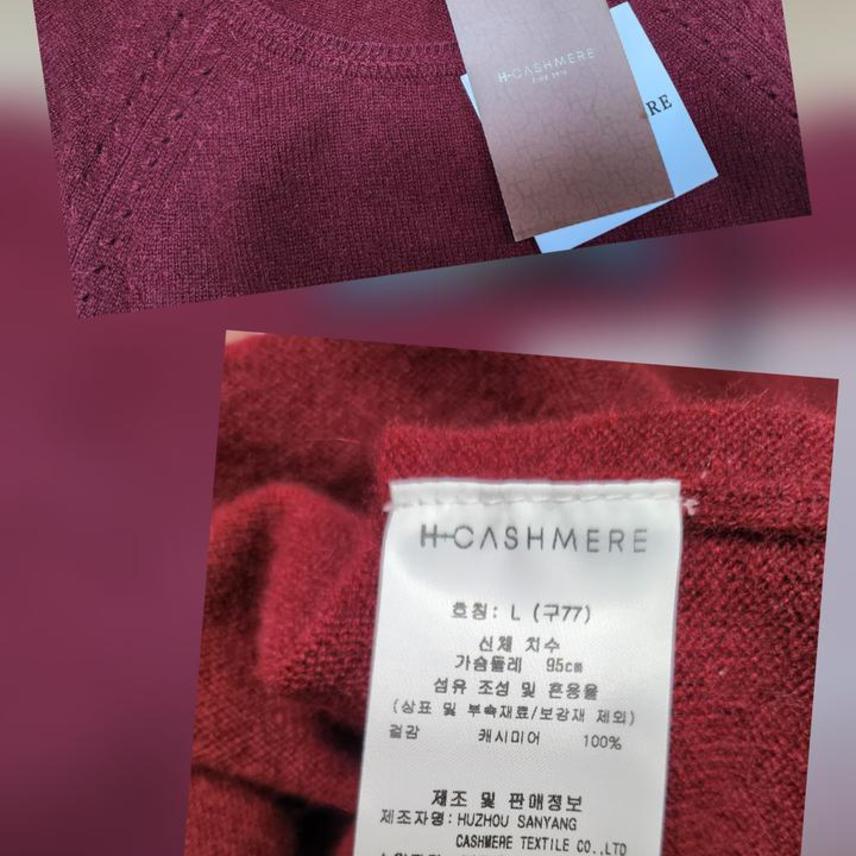 H+CASHMERE
RE
H+CASHMERE
호칭: L (구77)
신체 치수
가슴둘레 95cm
섬유 조성 및 혼용율
(상표 및 부속재료/보강재 제외)
겉감 캐시미어 100%
제조 및 판매정보
제조자명: HUZHOU SANYANG
CASHMERE TEXTILE CO.,LTD